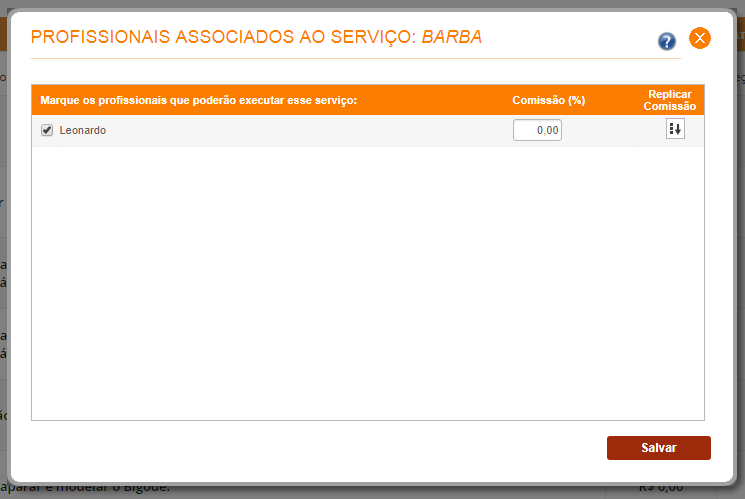 PROFISSIONAIS ASSOCIADOS AO SERVIÇO: BARBA
?
Marque os profissionais que poderão executar esse serviço:
Comissão (%)
Replicar
Comissão
Leonardo
0,00
Salvar
aparar e modelar o Bigode.
R$ 0,00